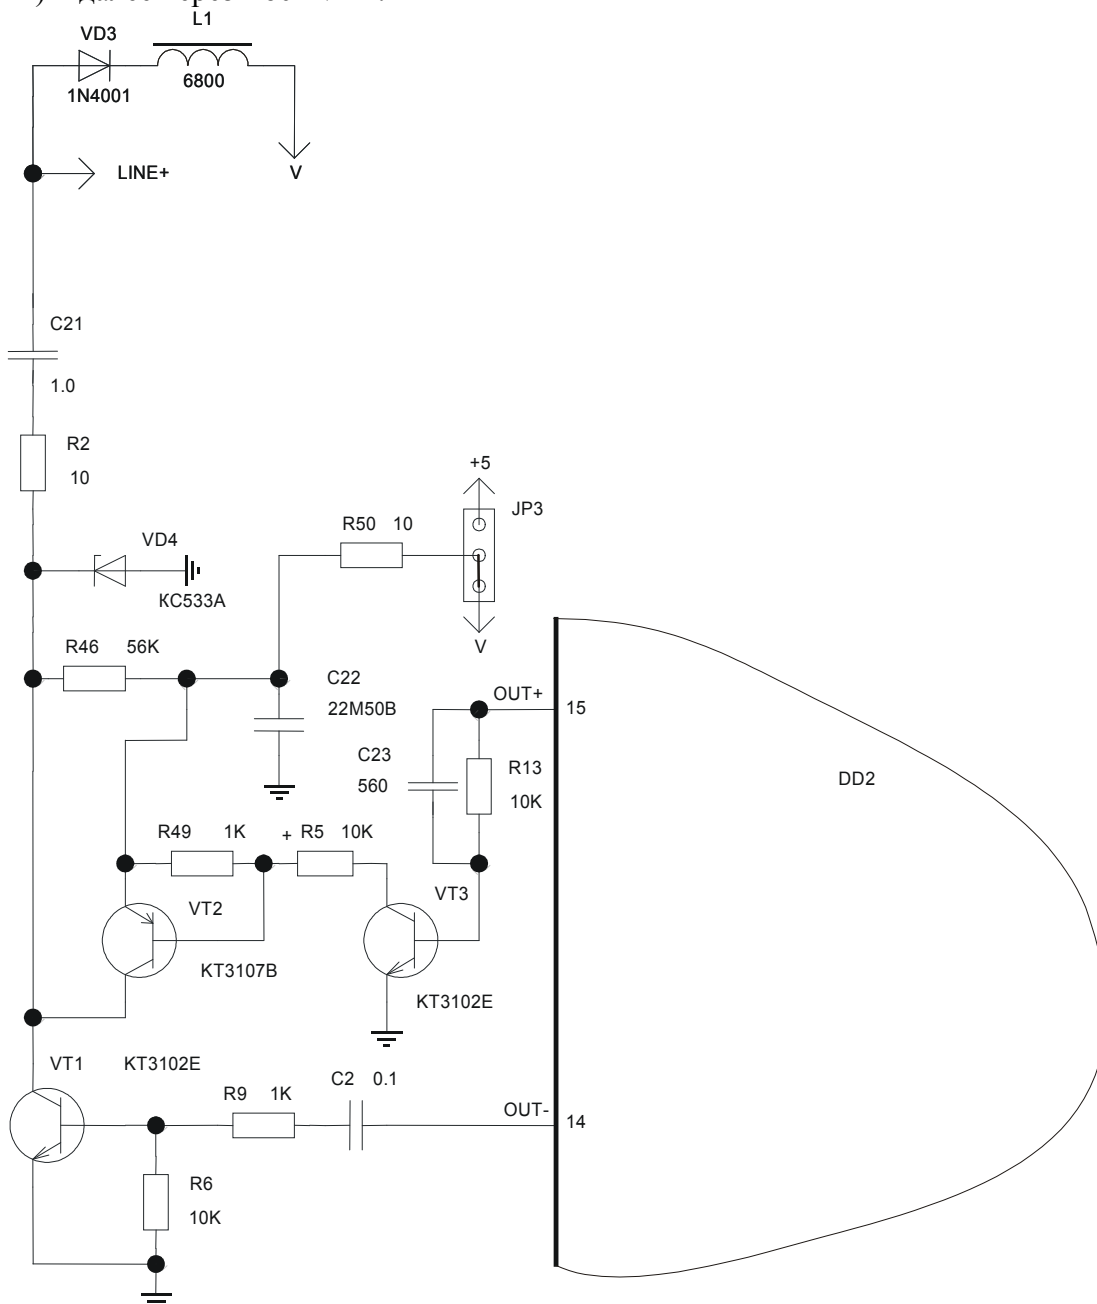 L1
VD3
6800
1N4001
LINE+
V
C21
1.0
R2
10
+5
JP3
R50 10
VD4
КС533А
V
R46 56K
C22
22M50B
OUT+
15
C23
560
R13
10K
DD2
R49 1K
+ R5 10K
VT3
VT2
KT3107B
KT3102E
VT1 KT3102E
C2 0.1
R9 1K
OUT-
14
R6
10K